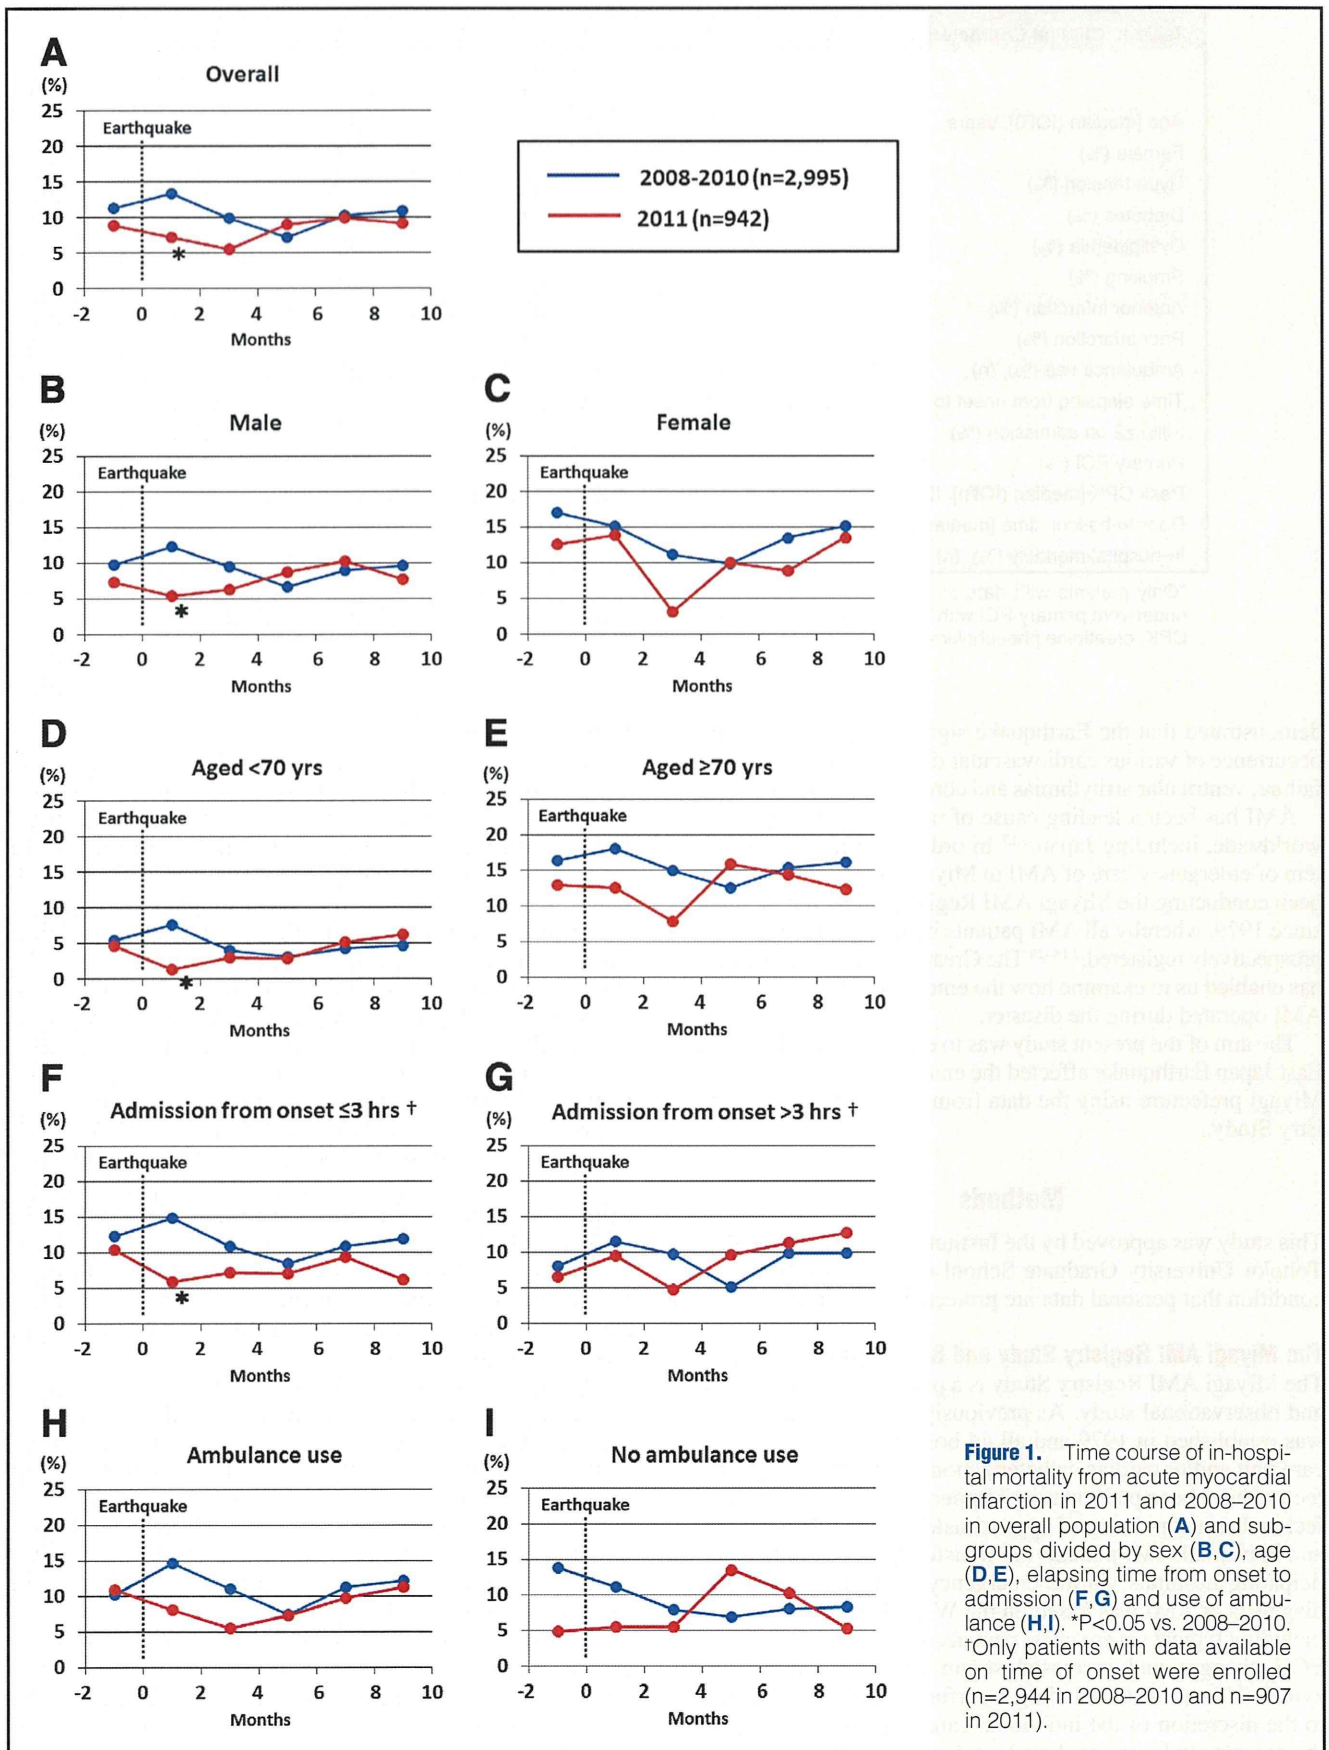 A
(%)
Overall
25
20
15
10
5
0
Earthquake
*
-2 0 2 4 6 8 10
Months
2008-2010 (n=2,995)
2011 (n=942)
B
(%)
Male
25
20
15
10
5
0
Earthquake
*
-2 0 2 4 6 8 10
Months
C
(%)
Female
25
20
15
10
5
0
Earthquake
-2 0 2 4 6 8 10
Months
D
(%)
Aged <70 yrs
25
20
15
10
5
0
Earthquake
*
-2 0 2 4 6 8 10
Months
E
(%)
Aged ≥70 yrs
25
20
15
10
5
0
Earthquake
-2 0 2 4 6 8 10
Months
F
(%)
Admission from onset ≤3 hrs †
25
20
15
10
5
0
Earthquake
*
-2 0 2 4 6 8 10
Months
G
(%)
Admission from onset >3 hrs †
25
20
15
10
5
0
Earthquake
-2 0 2 4 6 8 10
Months
H
(%)
Ambulance use
25
20
15
10
5
0
Earthquake
-2 0 2 4 6 8 10
Months
I
(%)
No ambulance use
25
20
15
10
5
0
Earthquake
-2 0 2 4 6 8 10
Months
Figure 1. Time course of in-hospi-
tal mortality from acute myocardial
infarction in 2011 and 2008–2010
in overall population (A) and sub-
groups divided by sex (B,C), age
(D,E), elapsing time from onset to
admission (F,G) and use of ambu-
lance (H,I). *P<0.05 vs. 2008–2010.
†Only patients with data available
on time of onset were enrolled
(n=2,944 in 2008–2010 and n=907
in 2011).